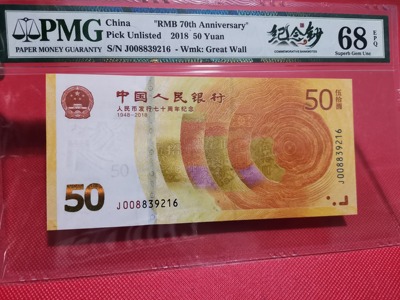 PMG
PAPER MONEY GUARANTY
China "RMB 70th Anniversary"
Pick Unlisted 2018 50 Yuan
S/N J008839216 - Wmk: Great Wall
纪念钞
68 EPQ
Superb Gem Unc
中国人民银行
人民币发行七十周年纪念
1948-2018
50
伍拾圆
J008839216
50
50
J008839216